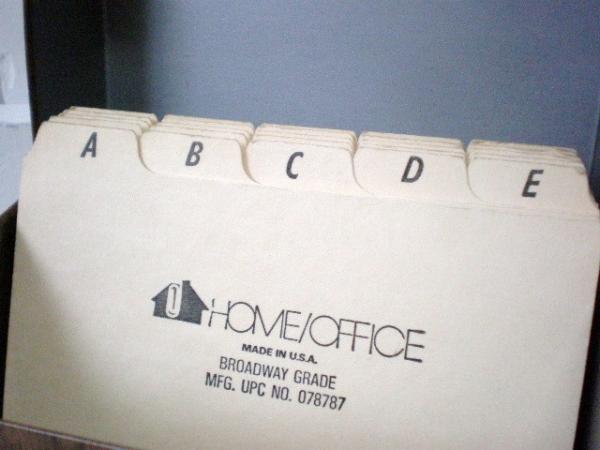 A B C D E
HOME/OFFICE
MADE IN U.S.A.
BROADWAY GRADE
MFG. UPC NO. 078787